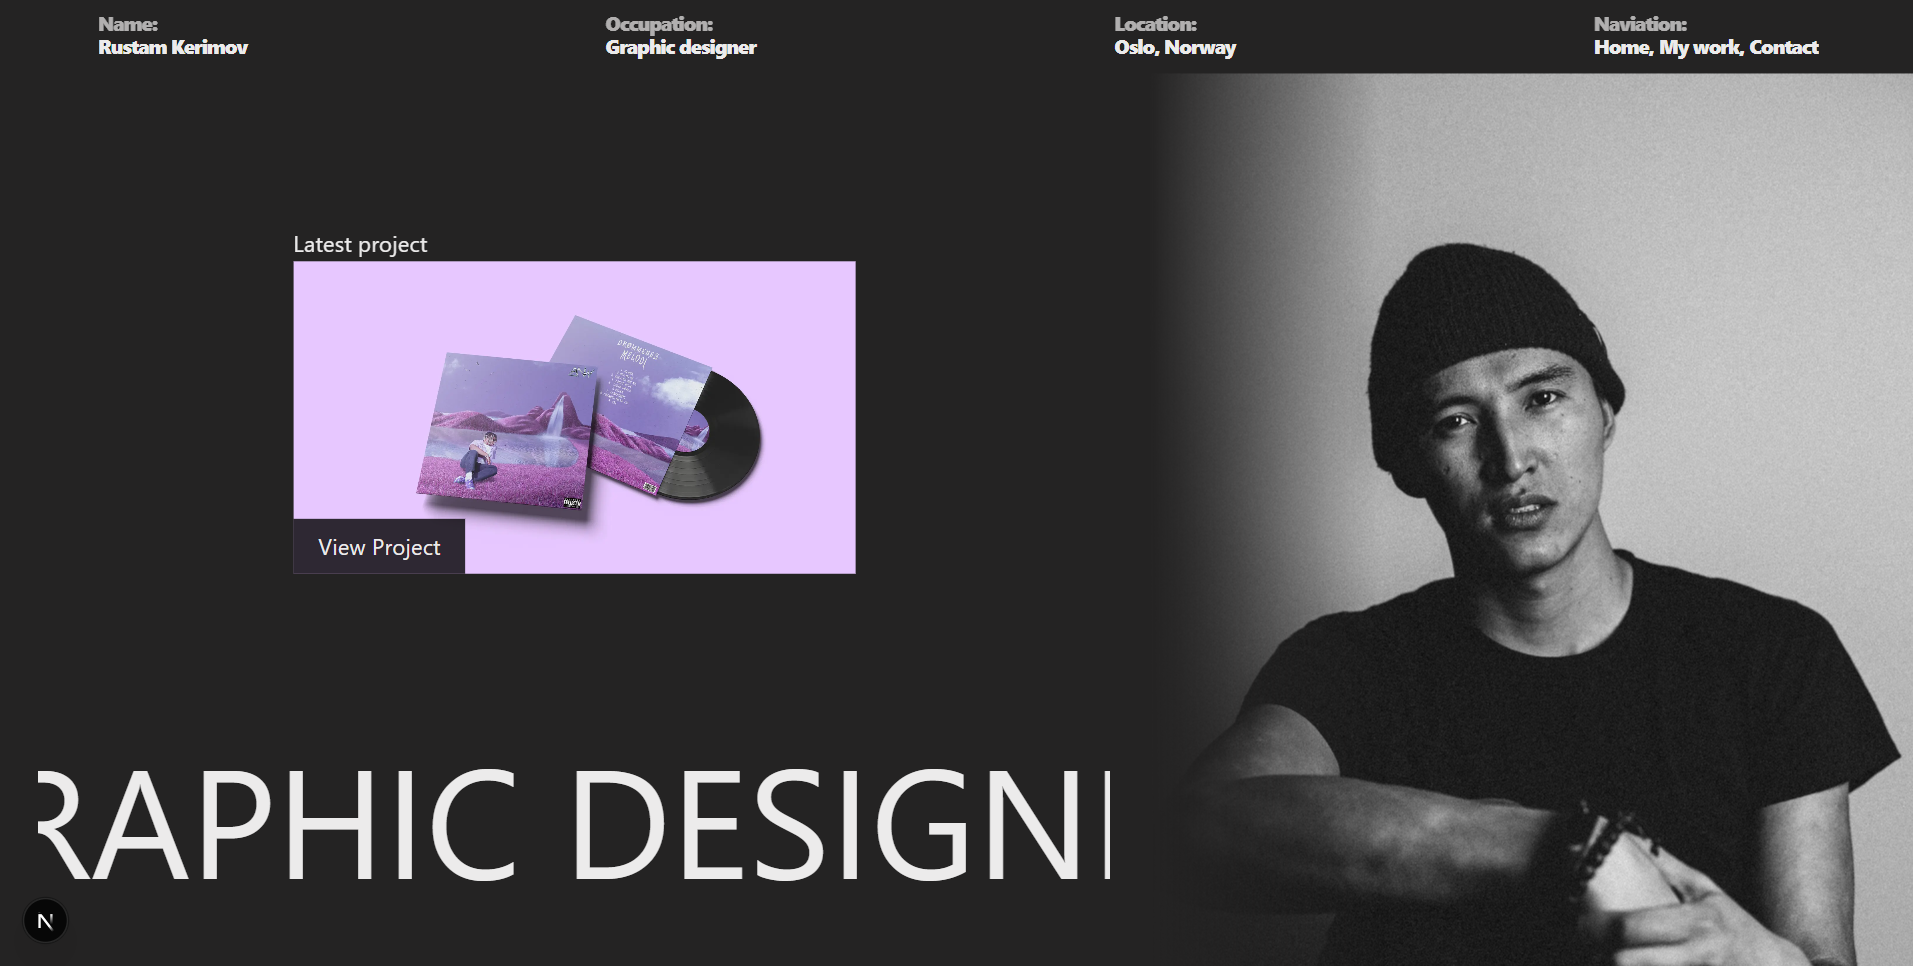 Name:
Rustam Kerimov
Occupation:
Graphic designer
Location:
Oslo, Norway
Naviation:
Home, My work, Contact
Latest project
MELODI
View Project
RAPHIC DESIGN
N